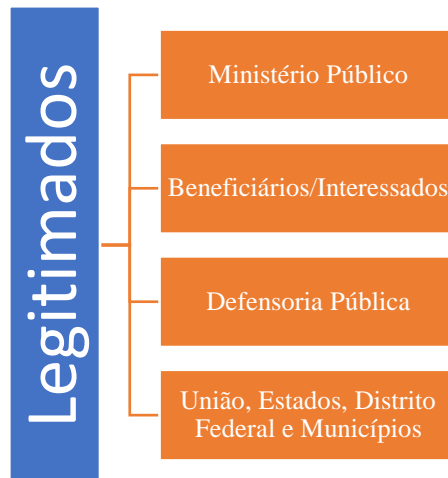 Legitimados
Ministério Público
Beneficiários/Interessados
Defensoria Pública
União, Estados, Distrito
Federal e Municípios